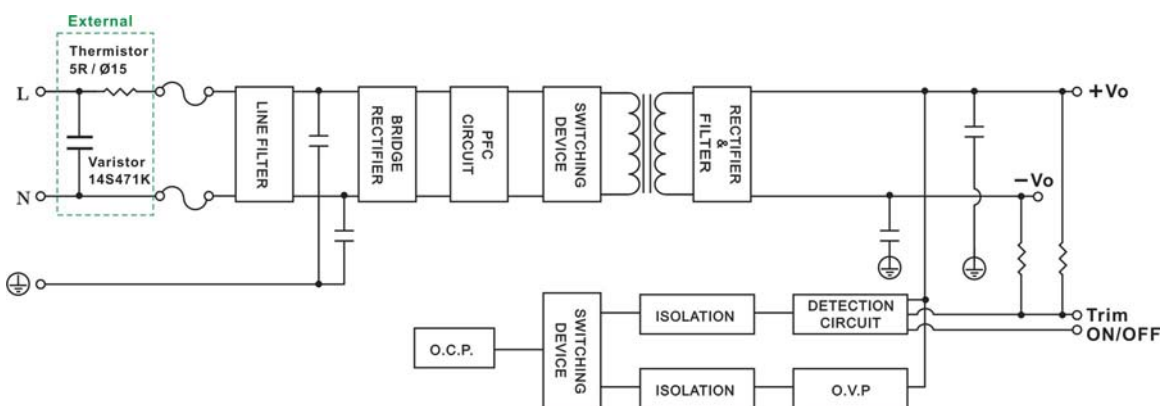 External
Thermistor
5R / Ø15
L
+Vo
LINE FILTER
BRIDGE
RECTIFIER
PFC
CIRCUIT
SWITCHING
DEVICE
RECTIFIER
&
FILTER
Varistor
14S471K
N
−Vo
SWITCHING
DEVICE
ISOLATION
DETECTION
CIRCUIT
Trim
ON/OFF
O.C.P.
ISOLATION
O.V.P